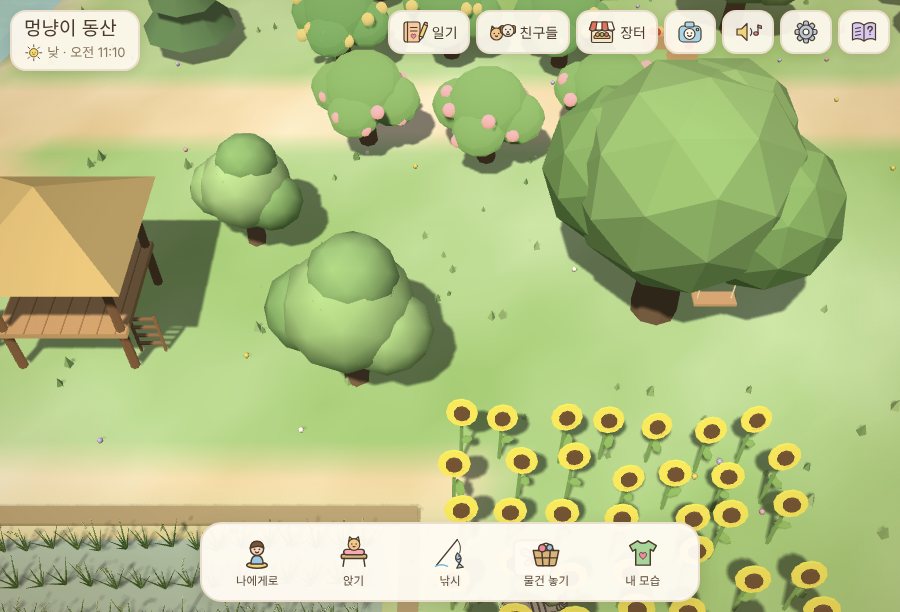 멍냥이 동산
낮 · 오전 11:10
일기
친구들
장터
나에게로
앉기
낚시
물건 놓기
내 모습